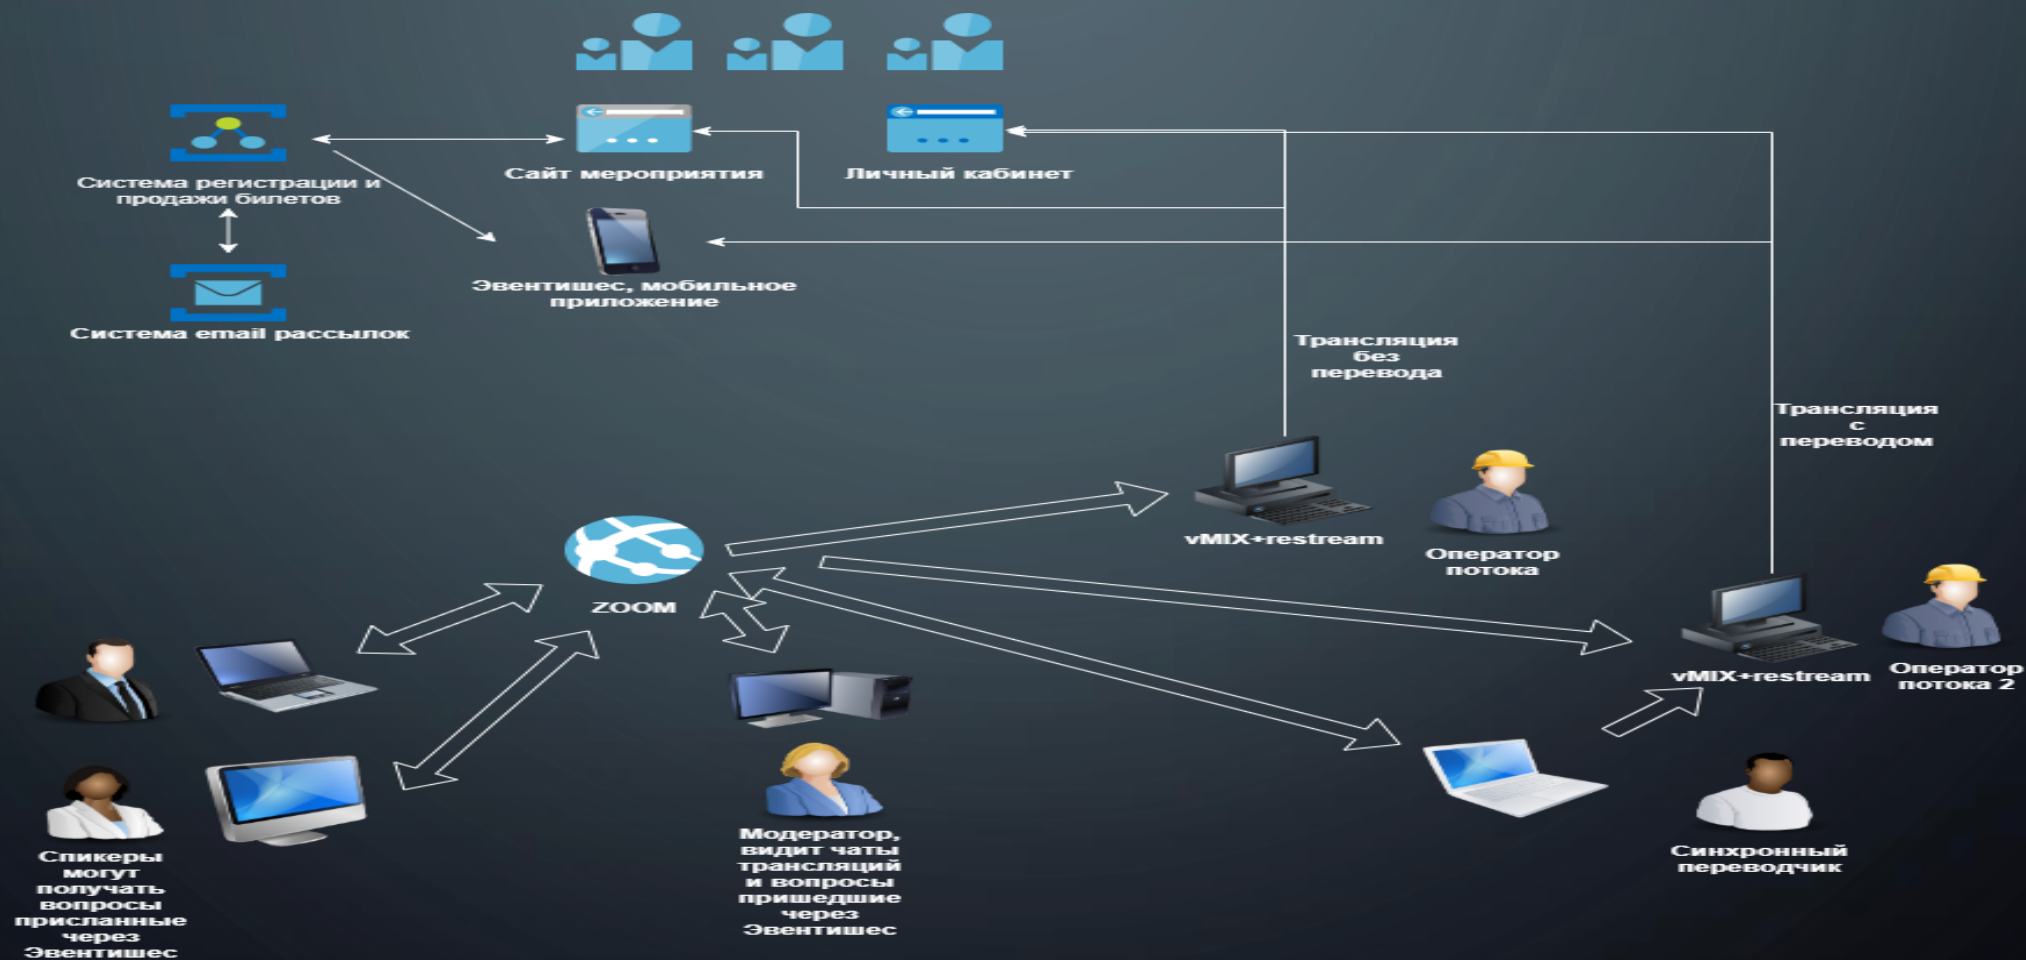 Система регистрации и
продажи билетов
Сайт мероприятия
Личный кабинет
Эвентишес, мобильное
приложение
Система email рассылок
Трансляция
без
перевода
Трансляция
с
переводом
vMIX+restream
Оператор
потока
ZOOM
vMIX+restream
Оператор
потока 2
Модератор,
видит чаты
трансляций
и вопросы
пришедшие
через
Эвентишес
Синхронный
переводчик
Спикеры
могут
получать
вопросы
присланные
через
Эвентишес